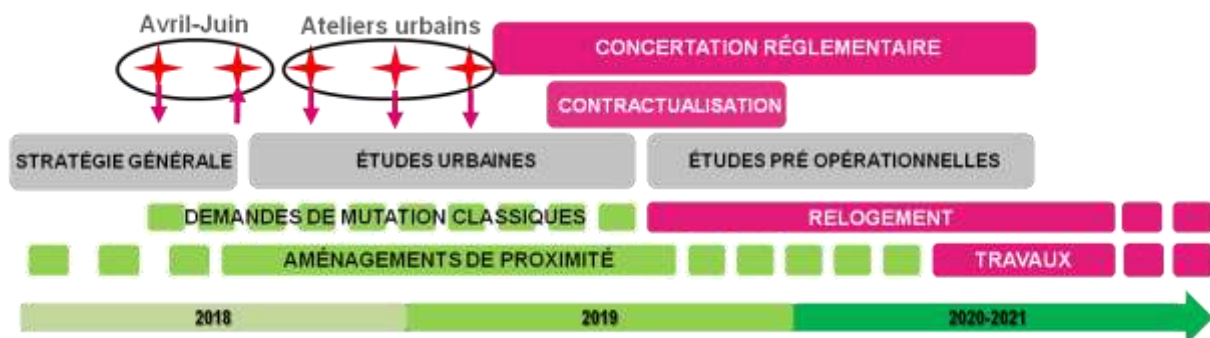 Avril-Juin
Ateliers urbains
CONCERTATION RÉGLEMENTAIRE
CONTRACTUALISATION
STRATÉGIE GÉNÉRALE
ÉTUDES URBAINES
ÉTUDES PRÉ OPÉRATIONNELLES
DEMANDES DE MUTATION CLASSIQUES
RELOGEMENT
AMÉNAGEMENTS DE PROXIMITÉ
TRAVAUX
2018
2019
2020-2021